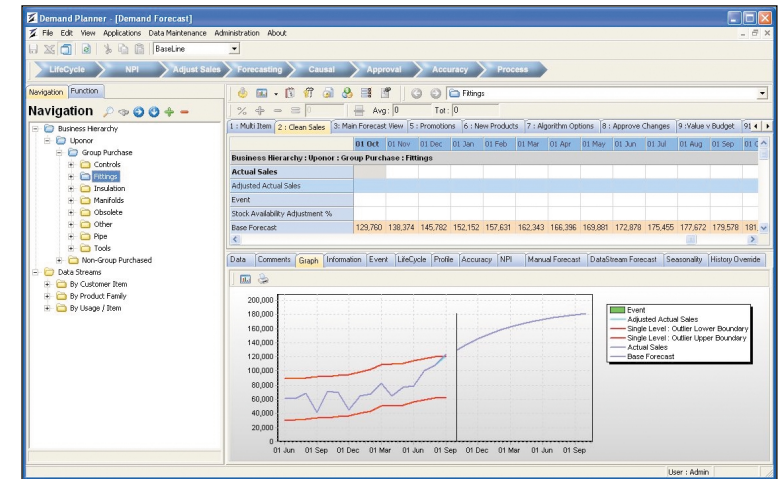 Demand Planner - [Demand Forecast]
File Edit View Applications Data Maintenance Administration About
BaseLine
LifeCycle NPI Adjust Sales Forecasting Causal Approval Accuracy Process
Navigation Function
Navigation
Business Hierarchy
Uponor
Group Purchase
Controls
Fittings
Insulation
Manifolds
Obsolete
Other
Pipe
Tools
Non-Group Purchased
Data Streams
By Customer Item
By Product Family
By Usage / Item
Fittings
0 Avg: 0 Tot: 0
1 : Multi Item 2 : Clean Sales 3: Main Forecast View 5 : Promotions 6 : New Products 7 : Algorithm Options 8 : Approve Changes 9 :Value v Budget 91
01 Oct 01 Nov 01 Dec 01 Jan 01 Feb 01 Mar 01 Apr 01 May 01 Jun 01 Jul 01 Aug 01 Sep 01 O
Business Hierarchy : Uponor : Group Purchase : Fittings
Actual Sales
Adjusted Actual Sales
Event
Stock Availability Adjustment %
Base Forecast 129,760 138,374 145,782 152,152 157,631 162,343 166,396 169,881 172,878 175,455 177,672 179,578 181,
Data Comments Graph Information Event LifeCycle Profile Accuracy NPI Manual Forecast DataStream Forecast Seasonality History Override
200,000
180,000
160,000
140,000
120,000
100,000
80,000
60,000
40,000
20,000
0
01 Jun 01 Sep 01 Dec 01 Mar 01 Jun 01 Sep 01 Dec 01 Mar 01 Jun 01 Sep
Event
Adjusted Actual Sales
Single Level : Outlier Lower Boundary
Single Level : Outlier Upper Boundary
Actual Sales
Base Forecast
User : Admin